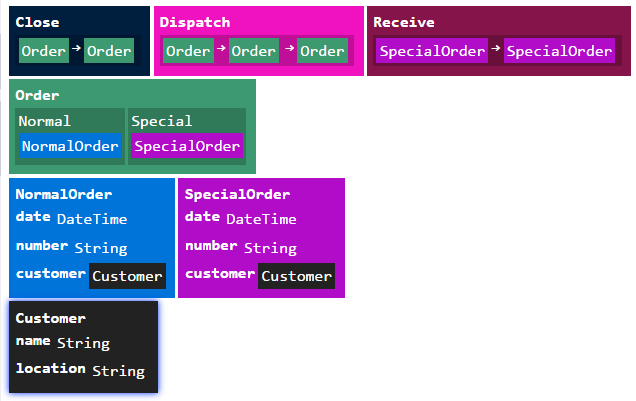 Close
Order → Order
Dispatch
Order → Order → Order
Receive
SpecialOrder → SpecialOrder
Order
Normal Special
NormalOrder SpecialOrder
NormalOrder
date DateTime
number String
customer Customer
SpecialOrder
date DateTime
number String
customer Customer
Customer
name String
location String